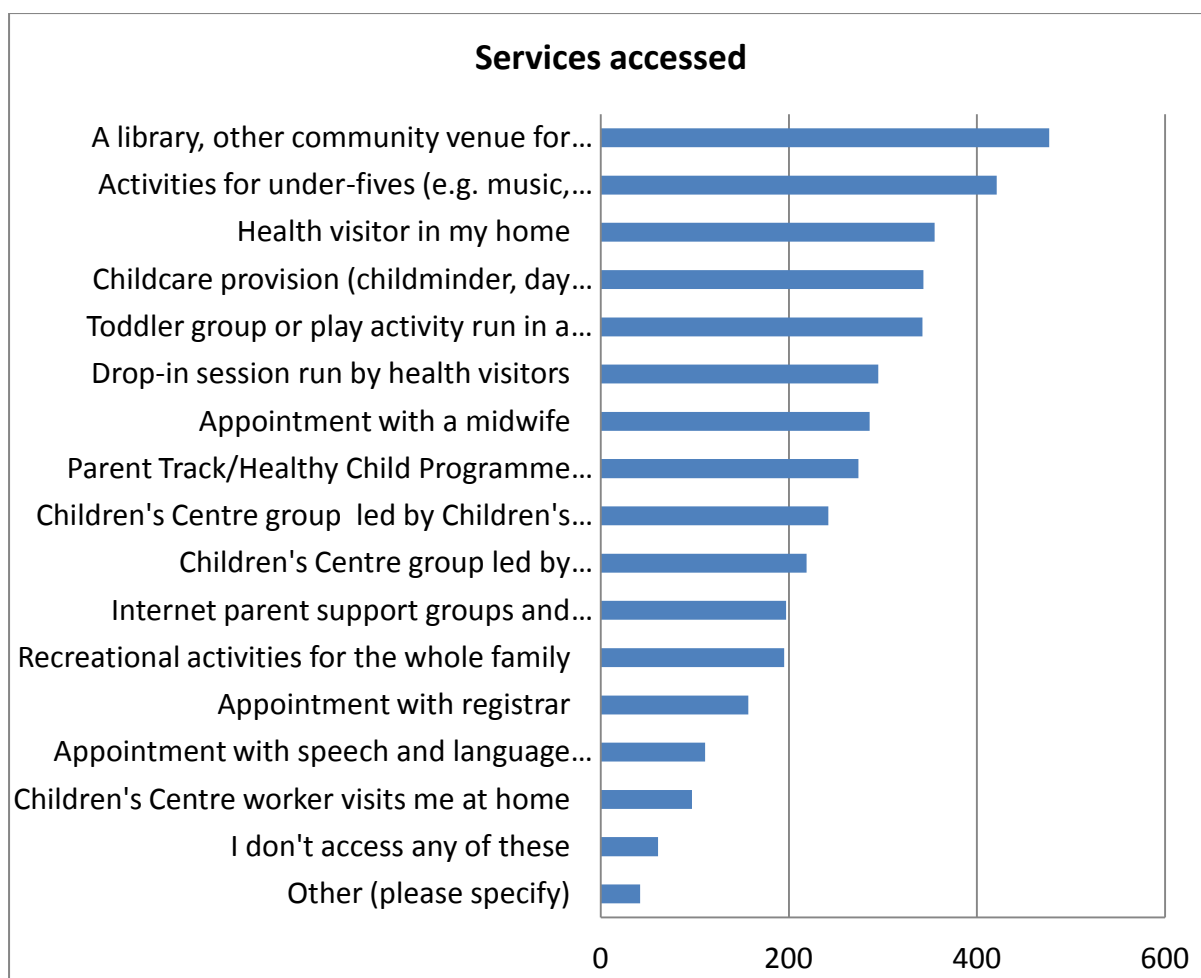 Services accessed
A library, other community venue for...
Activities for under-fives (e.g. music,...
Health visitor in my home
Childcare provision (childminder, day...
Toddler group or play activity run in a...
Drop-in session run by health visitors
Appointment with a midwife
Parent Track/Healthy Child Programme...
Children's Centre group  led by Children's...
Children's Centre group led by...
Internet parent support groups and...
Recreational activities for the whole family
Appointment with registrar
Appointment with speech and language...
Children's Centre worker visits me at home
I don't access any of these
Other (please specify)
0 200 400 600